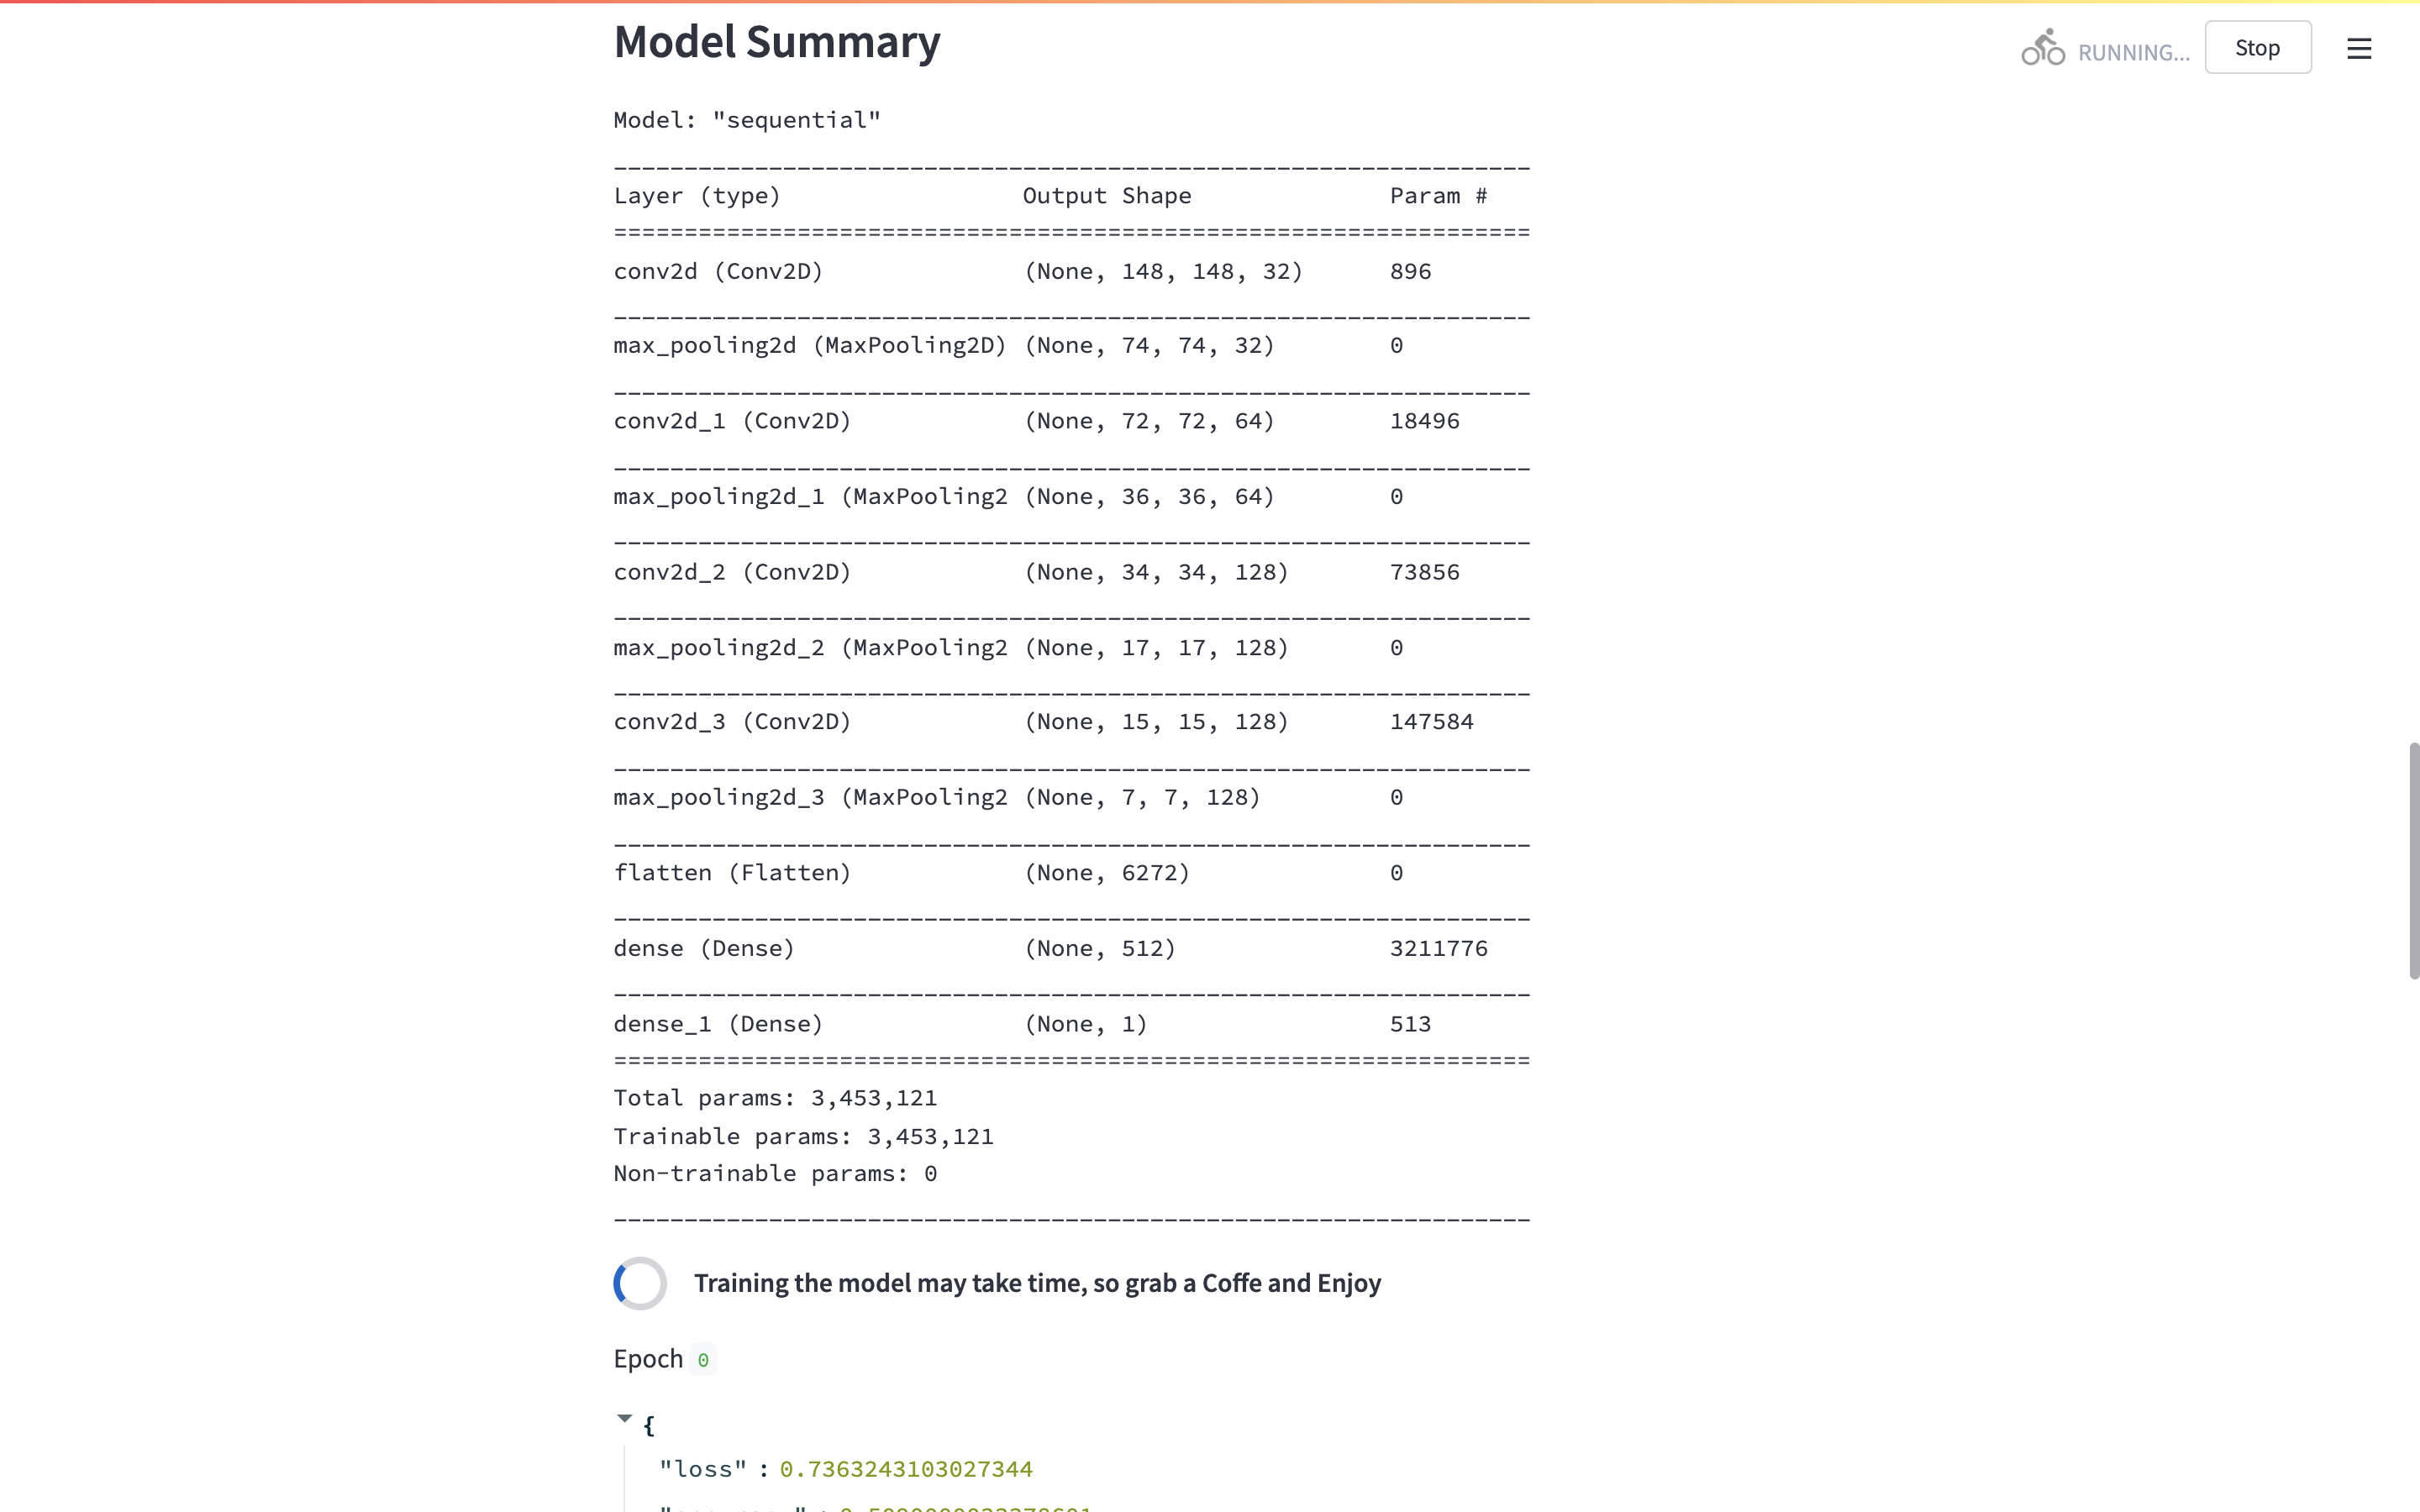 Model Summary
RUNNING...
Stop
Model: "sequential"
_________________________________________________________________
Layer (type)                 Output Shape              Param #
=================================================================
conv2d (Conv2D)              (None, 148, 148, 32)      896
_________________________________________________________________
max_pooling2d (MaxPooling2D) (None, 74, 74, 32)        0
_________________________________________________________________
conv2d_1 (Conv2D)            (None, 72, 72, 64)        18496
_________________________________________________________________
max_pooling2d_1 (MaxPooling2 (None, 36, 36, 64)        0
_________________________________________________________________
conv2d_2 (Conv2D)            (None, 34, 34, 128)       73856
_________________________________________________________________
max_pooling2d_2 (MaxPooling2 (None, 17, 17, 128)       0
_________________________________________________________________
conv2d_3 (Conv2D)            (None, 15, 15, 128)       147584
_________________________________________________________________
max_pooling2d_3 (MaxPooling2 (None, 7, 7, 128)         0
_________________________________________________________________
flatten (Flatten)            (None, 6272)              0
_________________________________________________________________
dense (Dense)                (None, 512)               3211776
_________________________________________________________________
dense_1 (Dense)              (None, 1)                 513
=================================================================
Total params: 3,453,121
Trainable params: 3,453,121
Non-trainable params: 0
_________________________________________________________________
Training the model may take time, so grab a Coffe and Enjoy
Epoch 0
{
"loss" : 0.7363243103027344